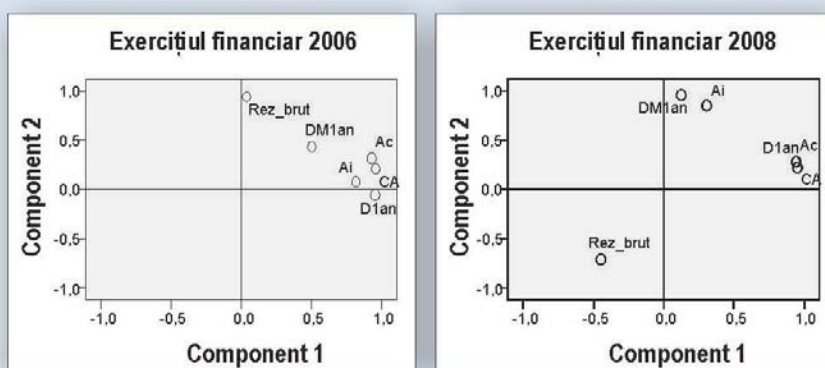 Exercițiul financiar 2006
Component 2
1,0
0,5
0,0
-0,5
-1,0
Rez_brut
DM1an
Ac
Ai
CA
D1an
-1,0
-0,5
0,0
0,5
1,0
Component 1
Exercițiul financiar 2008
Component 2
1,0
0,5
0,0
-0,5
-1,0
Ai
DM1an
D1an
Ac
CA
Rez_brut
-1,0
-0,5
0,0
0,5
1,0
Component 1